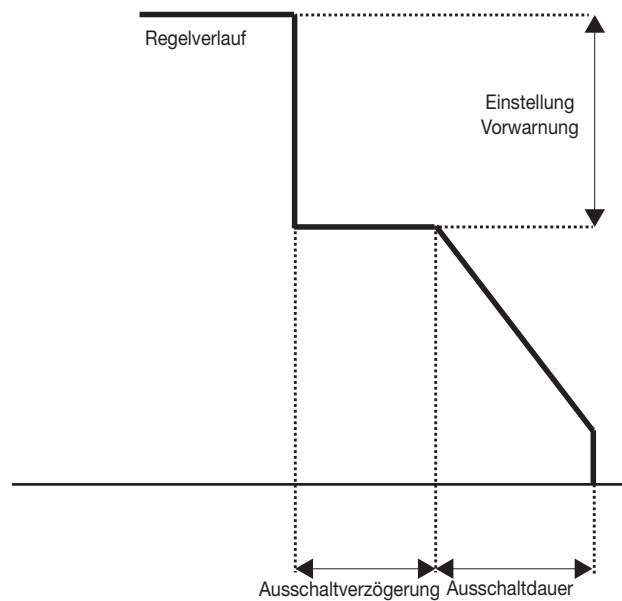 Regelverlauf
Einstellung
Vorwarnung
Ausschaltverzögerung
Ausschaltdauer